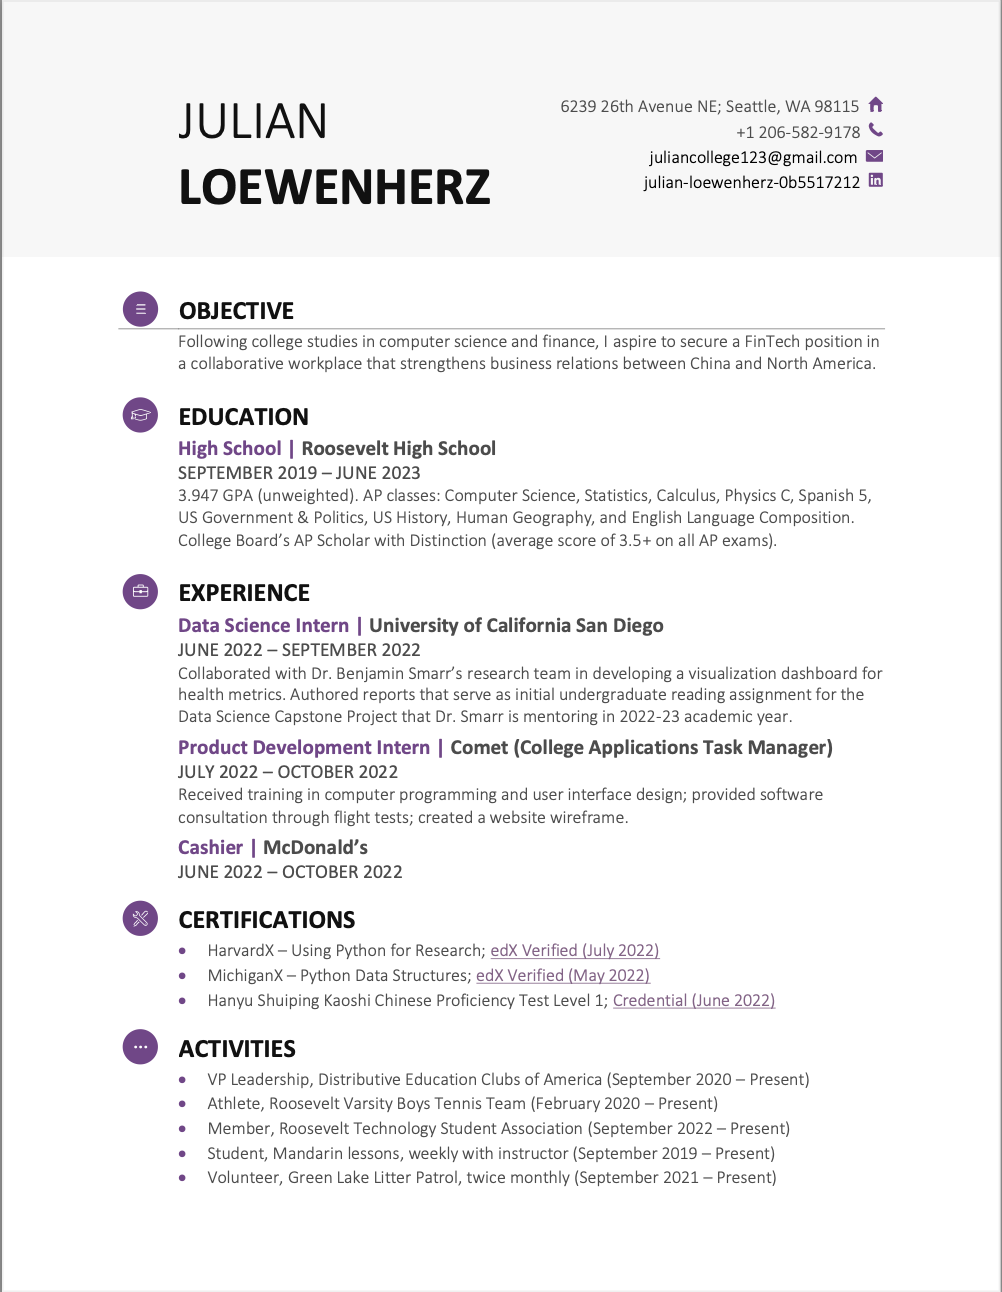 JULIAN
LOEWENHERZ
6239 26th Avenue NE; Seattle, WA 98115
+1 206-582-9178
juliancollege123@gmail.com
julian-loewenherz-0b5517212
OBJECTIVE
Following college studies in computer science and finance, I aspire to secure a FinTech position in
a collaborative workplace that strengthens business relations between China and North America.
EDUCATION
High School | Roosevelt High School
SEPTEMBER 2019 – JUNE 2023
3.947 GPA (unweighted). AP classes: Computer Science, Statistics, Calculus, Physics C, Spanish 5,
US Government & Politics, US History, Human Geography, and English Language Composition.
College Board’s AP Scholar with Distinction (average score of 3.5+ on all AP exams).
EXPERIENCE
Data Science Intern | University of California San Diego
JUNE 2022 – SEPTEMBER 2022
Collaborated with Dr. Benjamin Smarr’s research team in developing a visualization dashboard for
health metrics. Authored reports that serve as initial undergraduate reading assignment for the
Data Science Capstone Project that Dr. Smarr is mentoring in 2022-23 academic year.
Product Development Intern | Comet (College Applications Task Manager)
JULY 2022 – OCTOBER 2022
Received training in computer programming and user interface design; provided software
consultation through flight tests; created a website wireframe.
Cashier | McDonald’s
JUNE 2022 – OCTOBER 2022
CERTIFICATIONS
• HarvardX – Using Python for Research; edX Verified (July 2022)
• MichiganX – Python Data Structures; edX Verified (May 2022)
• Hanyu Shuiping Kaoshi Chinese Proficiency Test Level 1; Credential (June 2022)
ACTIVITIES
• VP Leadership, Distributive Education Clubs of America (September 2020 – Present)
• Athlete, Roosevelt Varsity Boys Tennis Team (February 2020 – Present)
• Member, Roosevelt Technology Student Association (September 2022 – Present)
• Student, Mandarin lessons, weekly with instructor (September 2019 – Present)
• Volunteer, Green Lake Litter Patrol, twice monthly (September 2021 – Present)